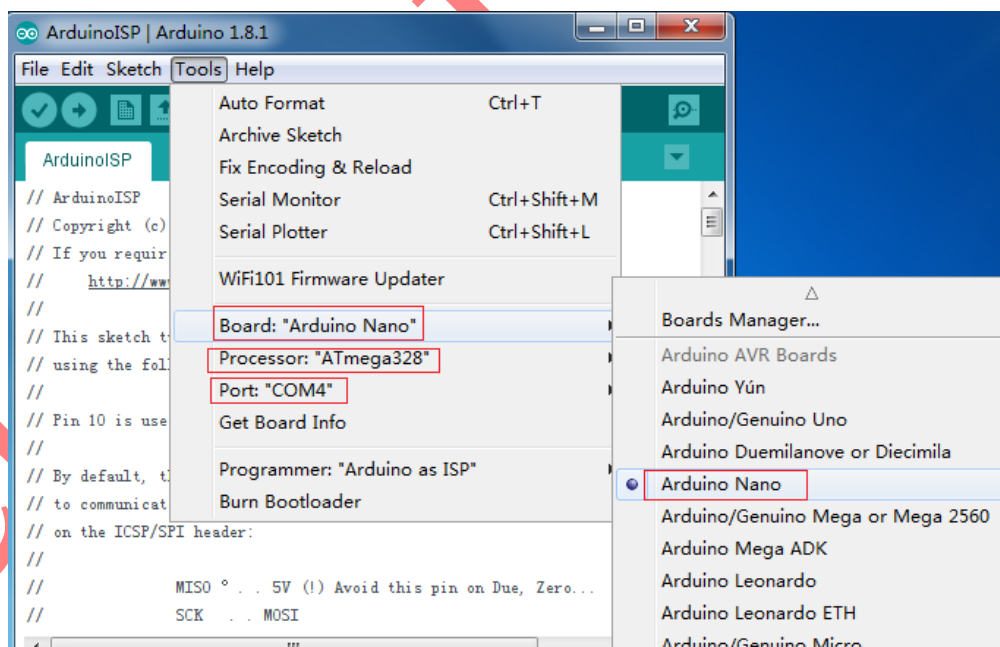 ArduinoISP | Arduino 1.8.1
File Edit Sketch Tools Help
Auto Format Ctrl+T
Archive Sketch
Fix Encoding & Reload
Serial Monitor Ctrl+Shift+M
Serial Plotter Ctrl+Shift+L
WiFi101 Firmware Updater
Board: "Arduino Nano"
Processor: "ATmega328"
Port: "COM4"
Get Board Info
Programmer: "Arduino as ISP"
Burn Bootloader
ArduinoISP
// ArduinoISP
// Copyright (c)
// If you requir
// http://www
//
// This sketch t
// using the fol
//
// Pin 10 is use
//
// By default, t
// to communicat
// on the ICSP/SPI header:
//
// MISO ° . . 5V (!) Avoid this pin on Due, Zero...
// SCK . . MOSI
Boards Manager...
Arduino AVR Boards
Arduino Yún
Arduino/Genuino Uno
Arduino Duemilanove or Diecimila
Arduino Nano
Arduino/Genuino Mega or Mega 2560
Arduino Mega ADK
Arduino Leonardo
Arduino Leonardo ETH
Arduino/Genuino Micro